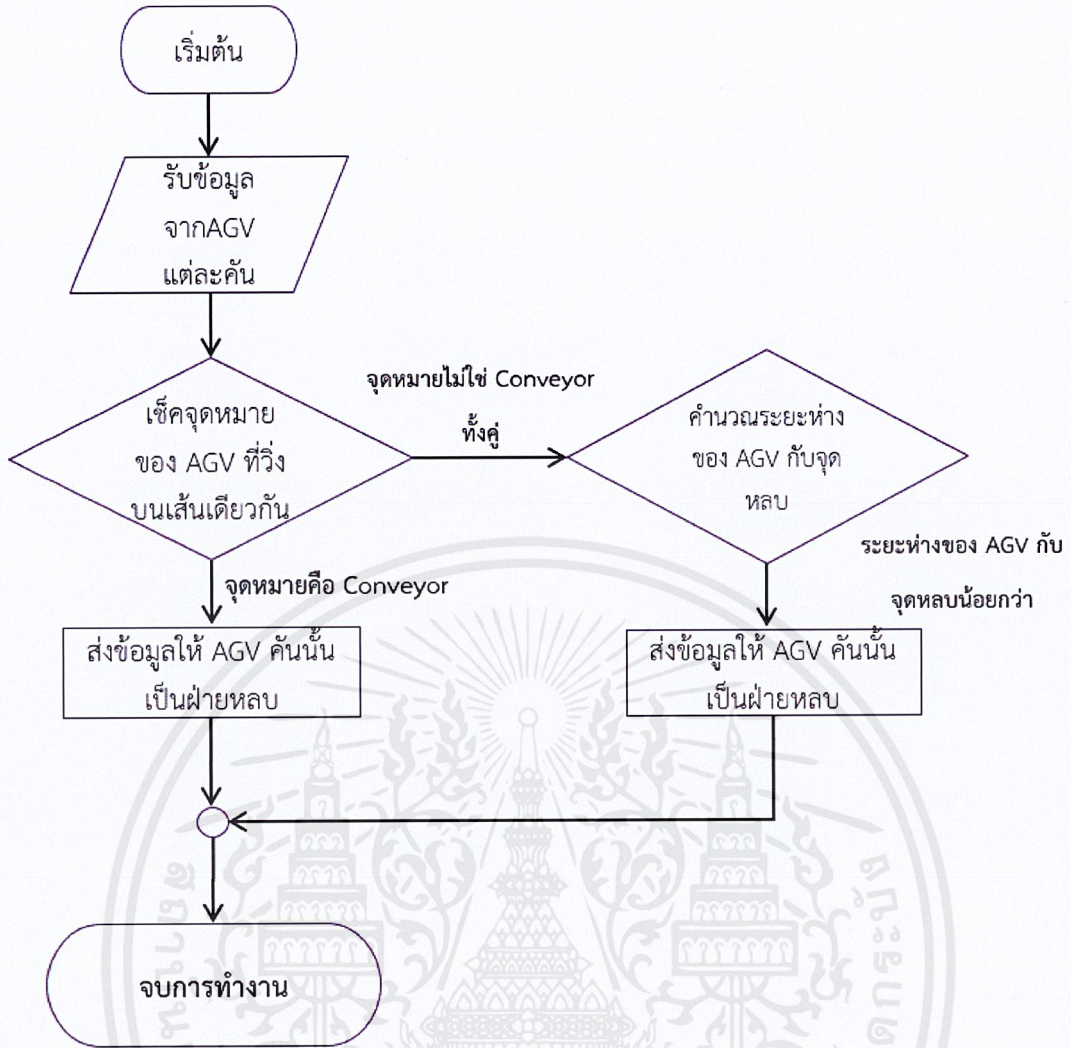 เริ่มต้น
รับข้อมูล
จากAGV
แต่ละคัน
เช็คจุดหมาย
ของ AGV ที่วิ่ง
บนเส้นเดียวกัน
จุดหมายไม่ใช่ Conveyor
ทั้งคู่
คำนวณระยะห่าง
ของ AGV กับจุด
หลบ
จุดหมายคือ Conveyor
ระยะห่างของ AGV กับ
จุดหลบน้อยกว่า
ส่งข้อมูลให้ AGV คันนั้น
เป็นฝ่ายหลบ
ส่งข้อมูลให้ AGV คันนั้น
เป็นฝ่ายหลบ
จบการทำงาน